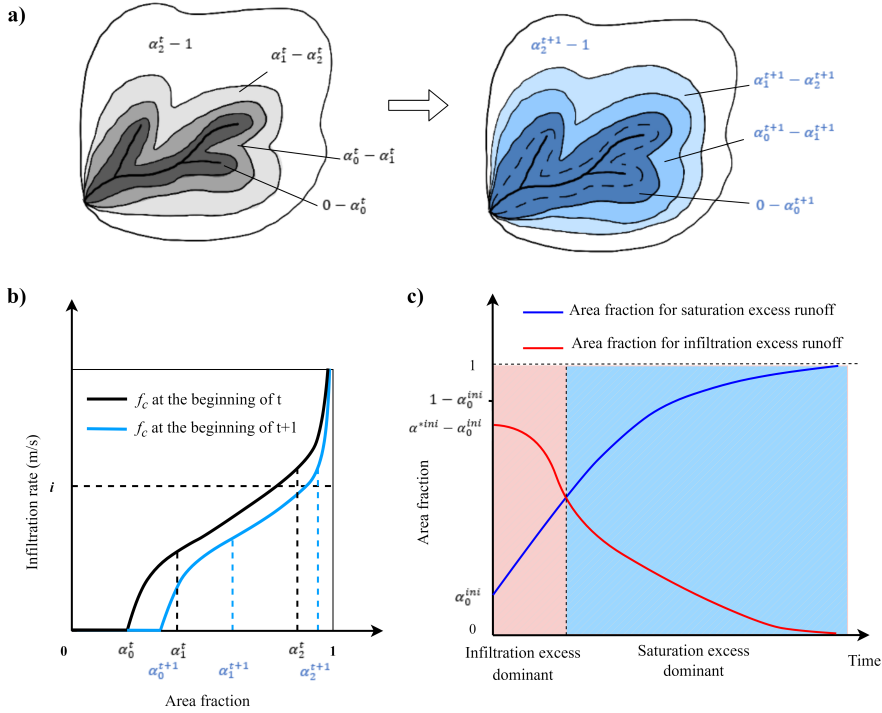 a)
α₂ᵗ − 1
α₁ᵗ − α₂ᵗ
α₀ᵗ − α₁ᵗ
0 − α₀ᵗ
α₂ᵗ⁺¹ − 1
α₁ᵗ⁺¹ − α₂ᵗ⁺¹
α₀ᵗ⁺¹ − α₁ᵗ⁺¹
0 − α₀ᵗ⁺¹
b)
Infiltration rate (m/s)
f_c at the beginning of t
f_c at the beginning of t+1
i
0
α₀ᵗ
α₁ᵗ
α₂ᵗ
1
α₀ᵗ⁺¹
α₁ᵗ⁺¹
α₂ᵗ⁺¹
Area fraction
c)
Area fraction for saturation excess runoff
Area fraction for infiltration excess runoff
1
1 − α₀ⁱⁿⁱ
α*ⁱⁿⁱ − α₀ⁱⁿⁱ
Area fraction
α₀ⁱⁿⁱ
0
Infiltration excess
dominant
Saturation excess
dominant
Time